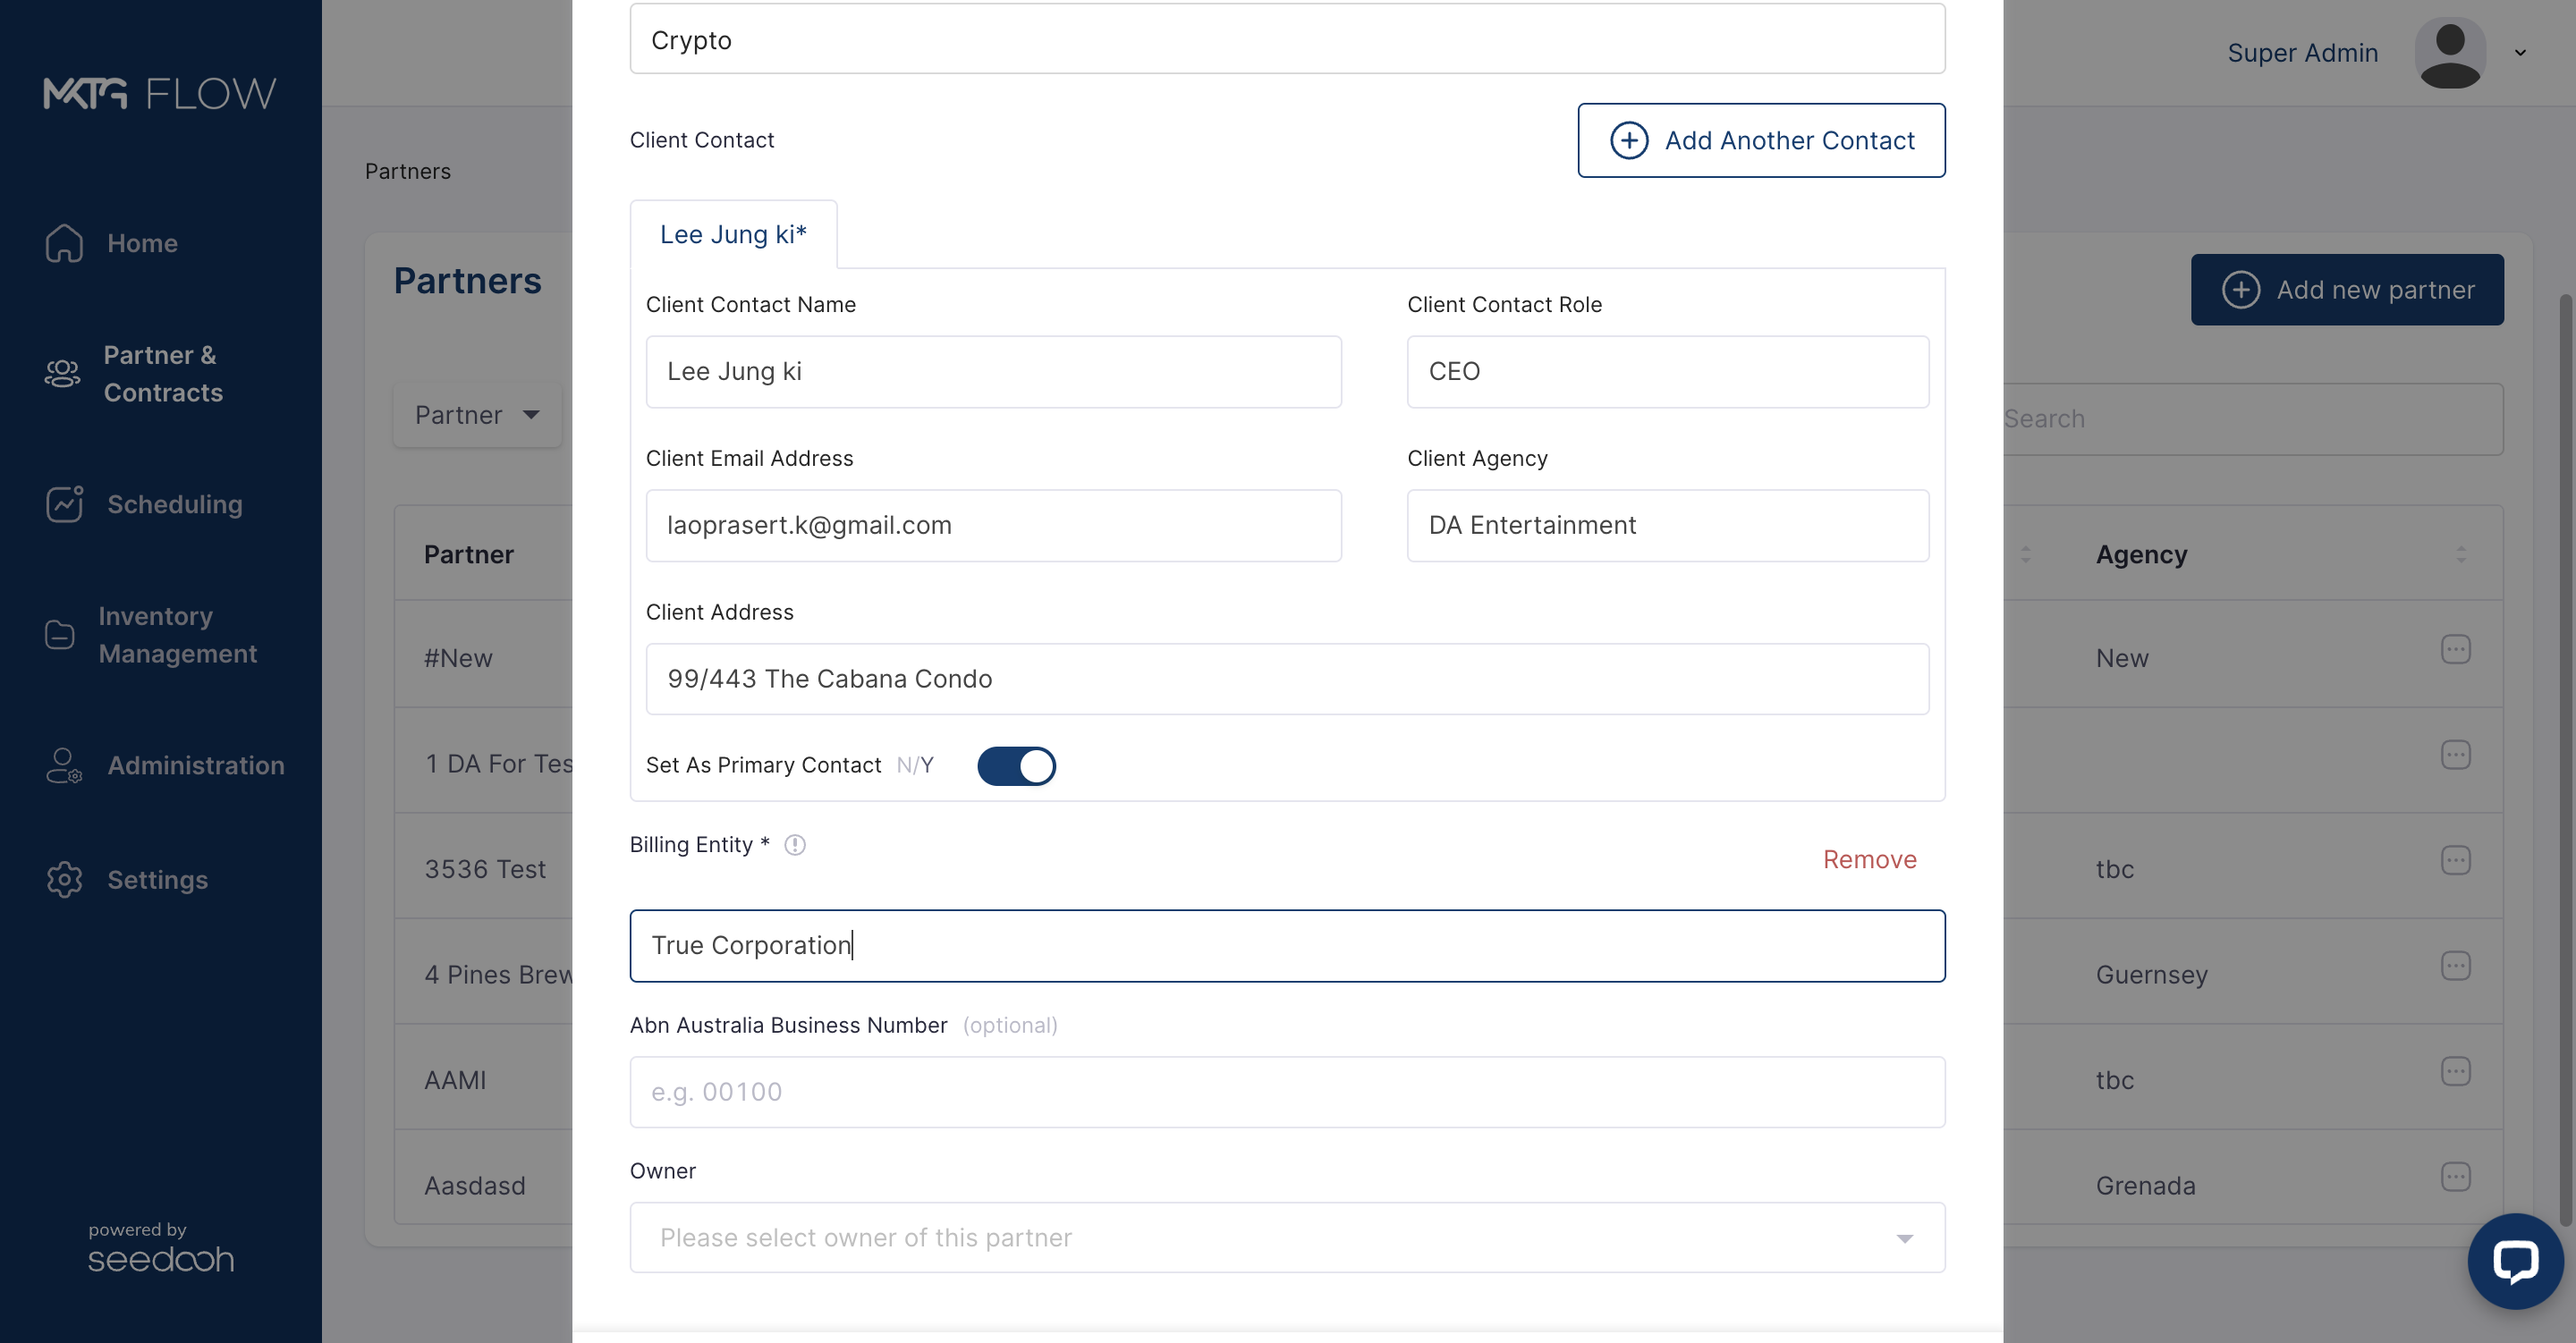 MKTG FLOW
Home
Partner &
Contracts
Scheduling
Inventory
Management
Administration
Settings
powered by
seedooh
Super Admin
Partners
Partners
Add new partner
Partner
Search
Partner
Agency
#New
New
1 DA For Tes
3536 Test
tbc
4 Pines Brew
Guernsey
AAMI
tbc
Aasdasd
Grenada
Crypto
Client Contact
Add Another Contact
Lee Jung ki*
Client Contact Name
Client Contact Role
Lee Jung ki
CEO
Client Email Address
Client Agency
laoprasert.k@gmail.com
DA Entertainment
Client Address
99/443 The Cabana Condo
Set As Primary Contact N/Y
Billing Entity *
Remove
True Corporation
Abn Australia Business Number (optional)
e.g. 00100
Owner
Please select owner of this partner